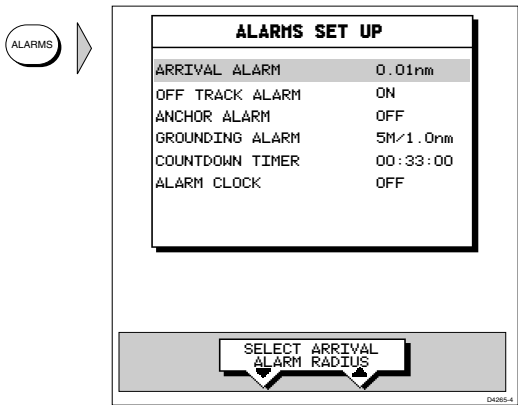 ALARMS
ALARMS SET UP
ARRIVAL ALARM 0.01nm
OFF TRACK ALARM ON
ANCHOR ALARM OFF
GROUNDING ALARM 5M/1.0nm
COUNTDOWN TIMER 00:33:00
ALARM CLOCK OFF
SELECT ARRIVAL
ALARM RADIUS
D4265-4